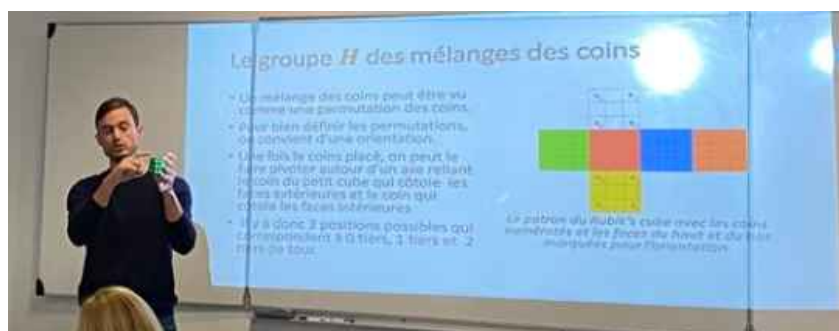 Le groupe H des mélanges des coins
• Un mélange des coins peut être vu
comme une permutation des coins.
• Pour bien définir les permutations,
on convient d'une orientation.
• Une fois le coins placé, on peut le
faire pivoter autour d'un axe reliant
le coin du petit cube qui côtoie les
faces extérieures et le coin qui
côtoie les faces intérieures
• Il y a donc 3 positions possibles qui
correspondent à 0 tiers, 1 tiers et 2
tiers de tour.
Le patron du Rubik's cube avec les coins
numérotés et les faces du haut et du bas
marquées pour l'orientation